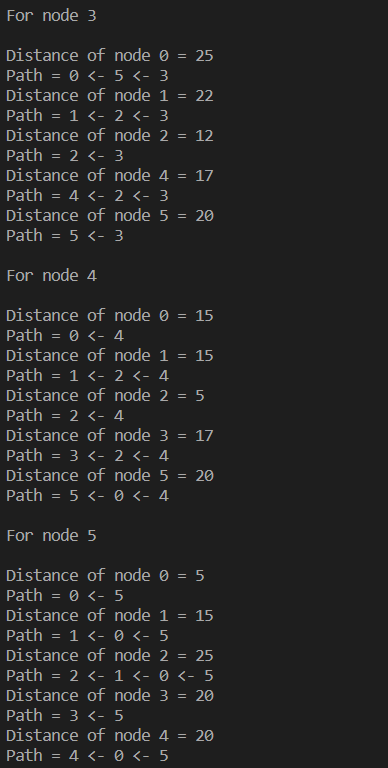 For node 3
Distance of node 0 = 25
Path = 0 <- 5 <- 3
Distance of node 1 = 22
Path = 1 <- 2 <- 3
Distance of node 2 = 12
Path = 2 <- 3
Distance of node 4 = 17
Path = 4 <- 2 <- 3
Distance of node 5 = 20
Path = 5 <- 3
For node 4
Distance of node 0 = 15
Path = 0 <- 4
Distance of node 1 = 15
Path = 1 <- 2 <- 4
Distance of node 2 = 5
Path = 2 <- 4
Distance of node 3 = 17
Path = 3 <- 2 <- 4
Distance of node 5 = 20
Path = 5 <- 0 <- 4
For node 5
Distance of node 0 = 5
Path = 0 <- 5
Distance of node 1 = 15
Path = 1 <- 0 <- 5
Distance of node 2 = 25
Path = 2 <- 1 <- 0 <- 5
Distance of node 3 = 20
Path = 3 <- 5
Distance of node 4 = 20
Path = 4 <- 0 <- 5